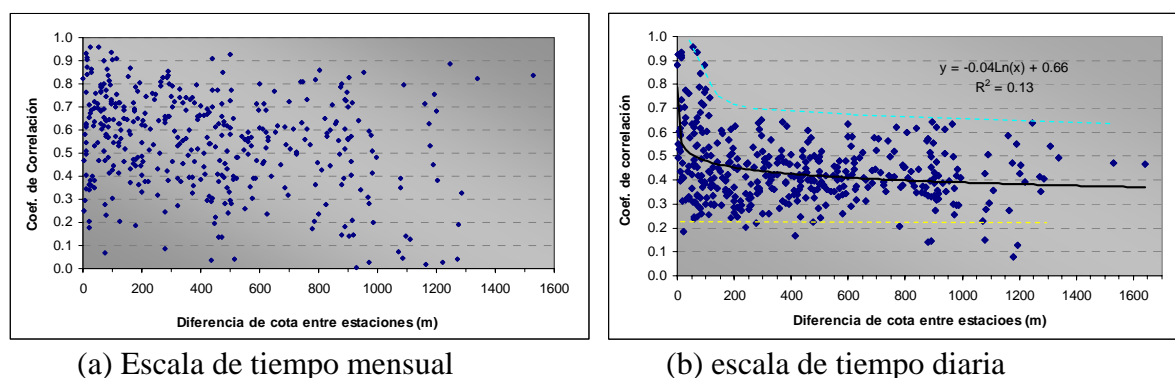 1.0
0.9
0.8
0.7
0.6
0.5
0.4
0.3
0.2
0.1
0.0
0 200 400 600 800 1000 1200 1400 1600
Coef. de Correlación
Diferencia de cota entre estaciones (m)
(a) Escala de tiempo mensual
1.0
0.9
0.8
0.7
0.6
0.5
0.4
0.3
0.2
0.1
0.0
0 200 400 600 800 1000 1200 1400 1600
Coef. de correlación
y = -0.04Ln(x) + 0.66
R² = 0.13
Diferencia de cota entre estacioes (m)
(b) escala de tiempo diaria